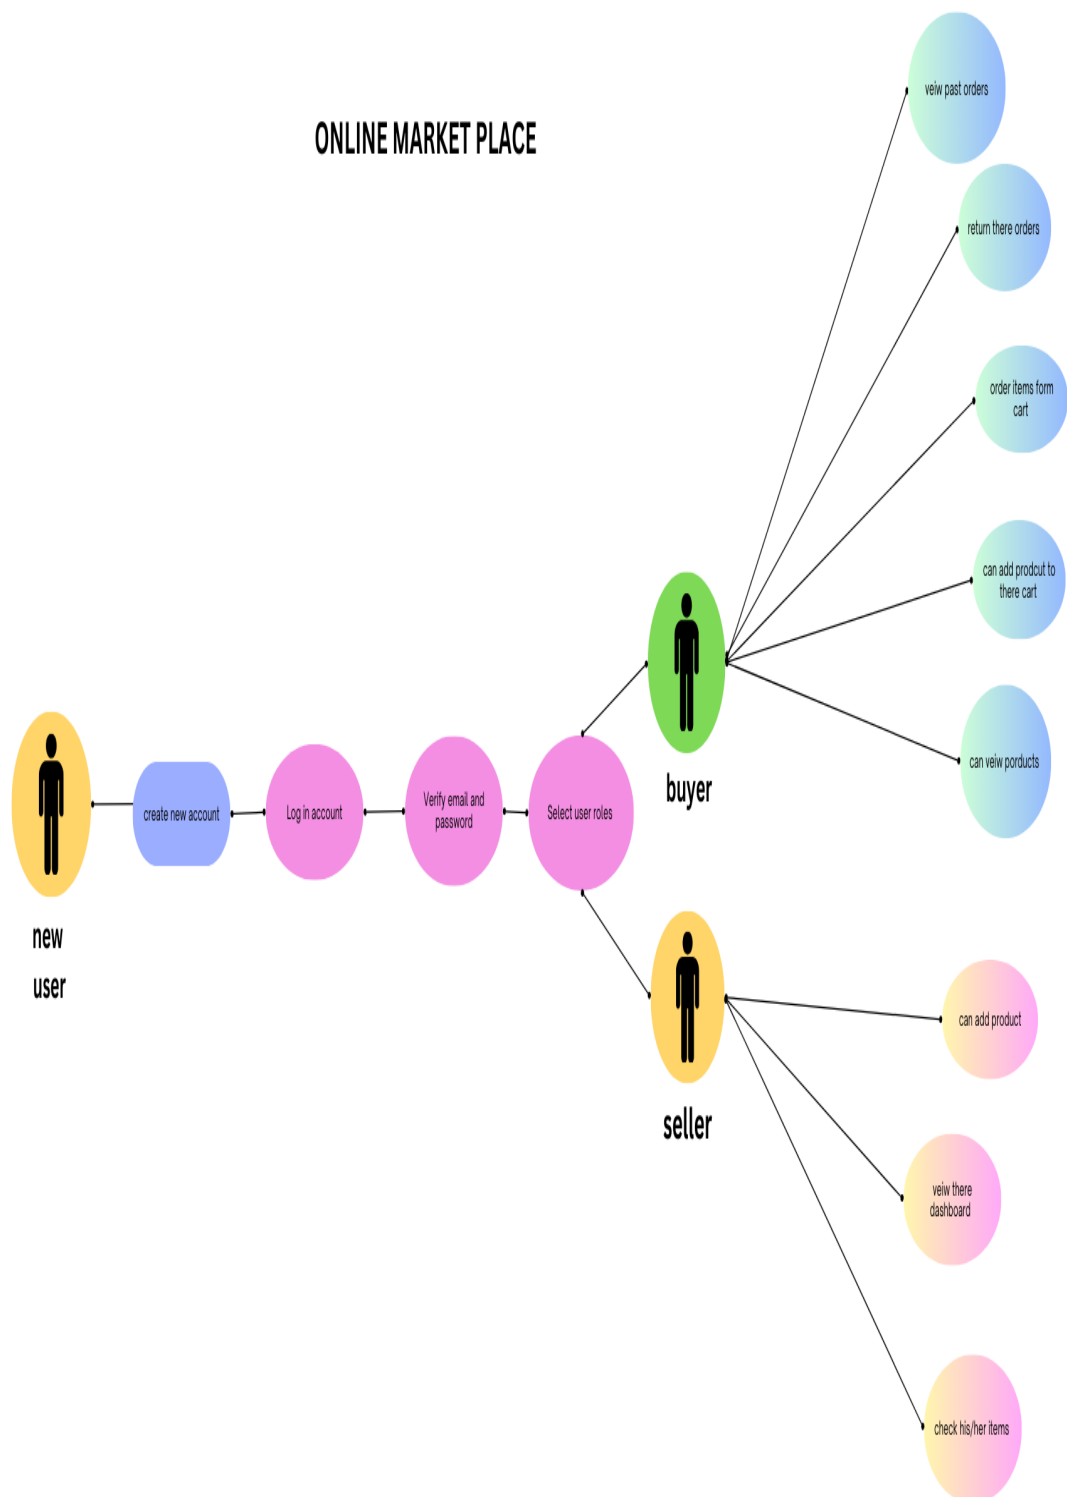 ONLINE MARKET PLACE
veiw past orders
return there orders
order items form
cart
can add prodcut to
there cart
can veiw porducts
buyer
new
user
create new account
Log in account
Verify email and
password
Select user roles
seller
can add product
veiw there
dashboard
check his/her items